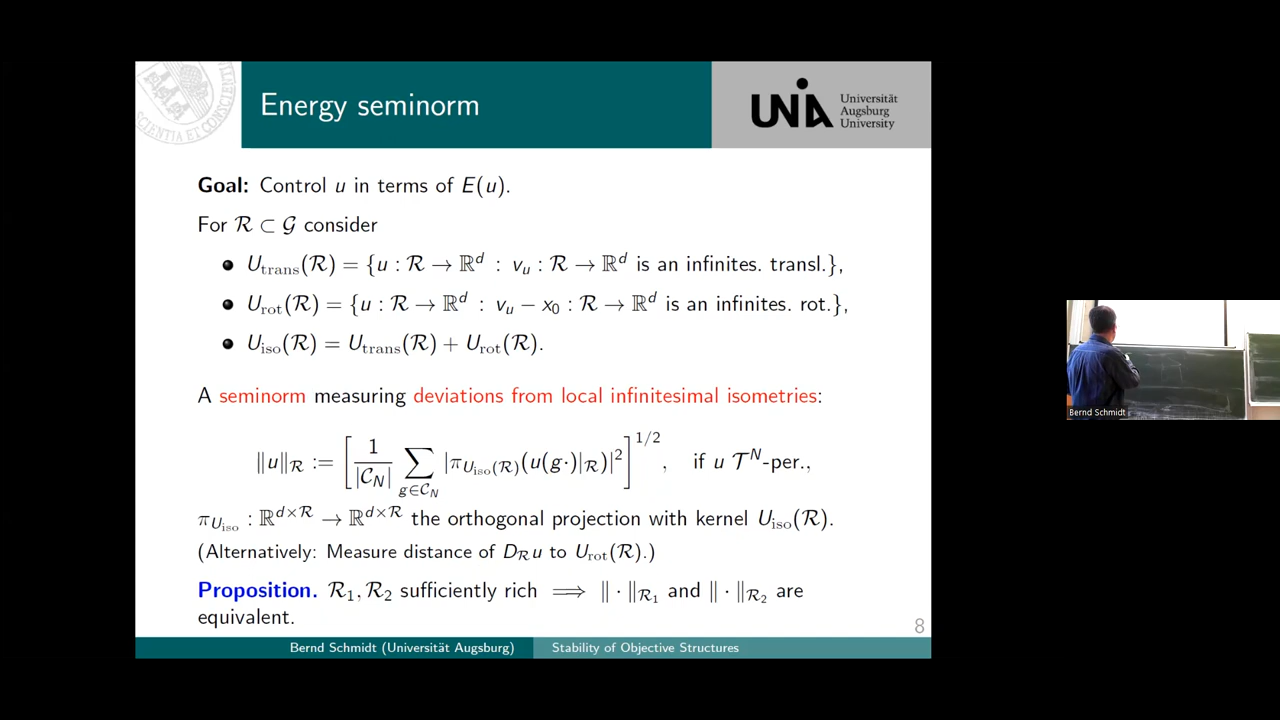 Energy seminorm
UNIA Universität
Augsburg
University
Goal: Control u in terms of E(u).
For ℛ ⊂ 𝒢 consider
• U_trans(ℛ) = {u : ℛ → ℝ^d : v_u : ℛ → ℝ^d is an infinites. transl.},
• U_rot(ℛ) = {u : ℛ → ℝ^d : v_u − x_0 : ℛ → ℝ^d is an infinites. rot.},
• U_iso(ℛ) = U_trans(ℛ) + U_rot(ℛ).
A seminorm measuring deviations from local infinitesimal isometries:
‖u‖_ℛ := [ 1/|𝒞_N| ∑_{g∈𝒞_N} |π_{U_iso(ℛ)}(u(g·)|_ℛ)|^2 ]^{1/2}, if u 𝒯^N-per.,
π_{U_iso} : ℝ^{d×ℛ} → ℝ^{d×ℛ} the orthogonal projection with kernel U_iso(ℛ).
(Alternatively: Measure distance of D_ℛ u to U_rot(ℛ).)
Proposition. ℛ_1, ℛ_2 sufficiently rich ⟹ ‖ · ‖_{ℛ_1} and ‖ · ‖_{ℛ_2} are
equivalent.
8
Bernd Schmidt (Universität Augsburg) Stability of Objective Structures
Bernd Schmidt